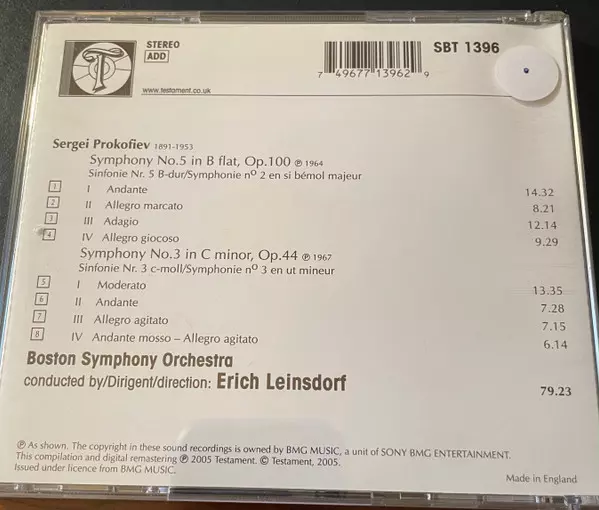 STEREO
ADD
www.testament.co.uk
7 49677 13962 9
SBT 1396
Sergei Prokofiev 1891-1953
Symphony No.5 in B flat, Op.100 ℗ 1964
Sinfonie Nr. 5 B-dur/Symphonie nº 2 en si bémol majeur
1 I Andante 14.32
2 II Allegro marcato 8.21
3 III Adagio 12.14
4 IV Allegro giocoso 9.29
Symphony No.3 in C minor, Op.44 ℗ 1967
Sinfonie Nr. 3 c-moll/Symphonie nº 3 en ut mineur
5 I Moderato 13.35
6 II Andante 7.28
7 III Allegro agitato 7.15
8 IV Andante mosso – Allegro agitato 6.14
Boston Symphony Orchestra
conducted by/Dirigent/direction: Erich Leinsdorf 79.23
℗ As shown. The copyright in these sound recordings is owned by BMG MUSIC, a unit of SONY BMG ENTERTAINMENT.
This compilation and digital remastering ℗ 2005 Testament. © Testament, 2005.
Issued under licence from BMG MUSIC.
Made in England